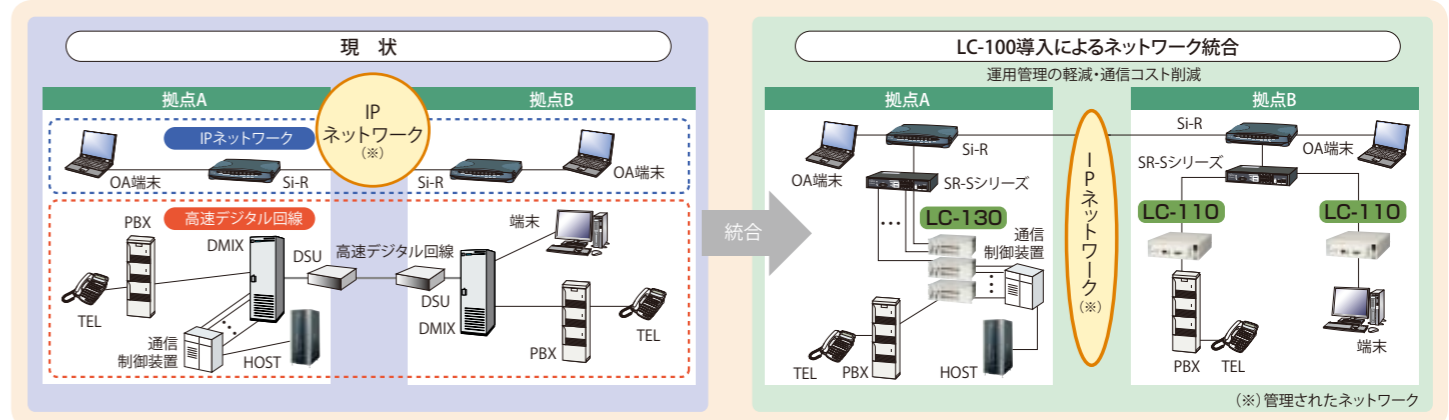 現 状
拠点A
拠点B
IP
ネットワーク
(※)
IPネットワーク
OA端末
Si-R
Si-R
OA端末
高速デジタル回線
PBX
DMIX
DSU
高速デジタル回線
端末
TEL
DSU
DMIX
通信
制御装置
HOST
PBX
TEL
統合
LC-100導入によるネットワーク統合
運用管理の軽減・通信コスト削減
拠点A
拠点B
OA端末
Si-R
SR-Sシリーズ
LC-130
通信
制御装置
TEL
PBX
HOST
IPネットワーク
(※)
Si-R
OA端末
SR-Sシリーズ
LC-110
LC-110
PBX
TEL
端末
(※)管理されたネットワーク